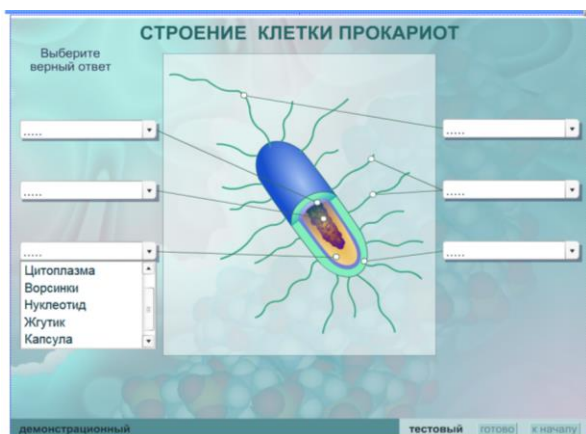 СТРОЕНИЕ КЛЕТКИ ПРОКАРИОТ
Выберите
верный ответ
.....
.....
.....
.....
.....
.....
Цитоплазма
Ворсинки
Нуклеотид
Жгутик
Капсула
демонстрационный
тестовый
готово
к началу